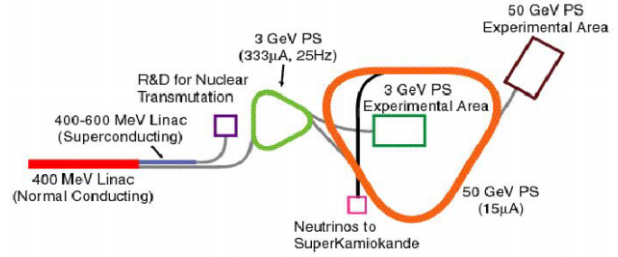 50 GeV PS
Experimental Area
3 GeV PS
(333μA, 25Hz)
R&D for Nuclear
Transmutation
3 GeV PS
Experimental Area
400-600 MeV Linac
(Superconducting)
400 MeV Linac
(Normal Conducting)
50 GeV PS
(15μA)
Neutrinos to
SuperKamiokande